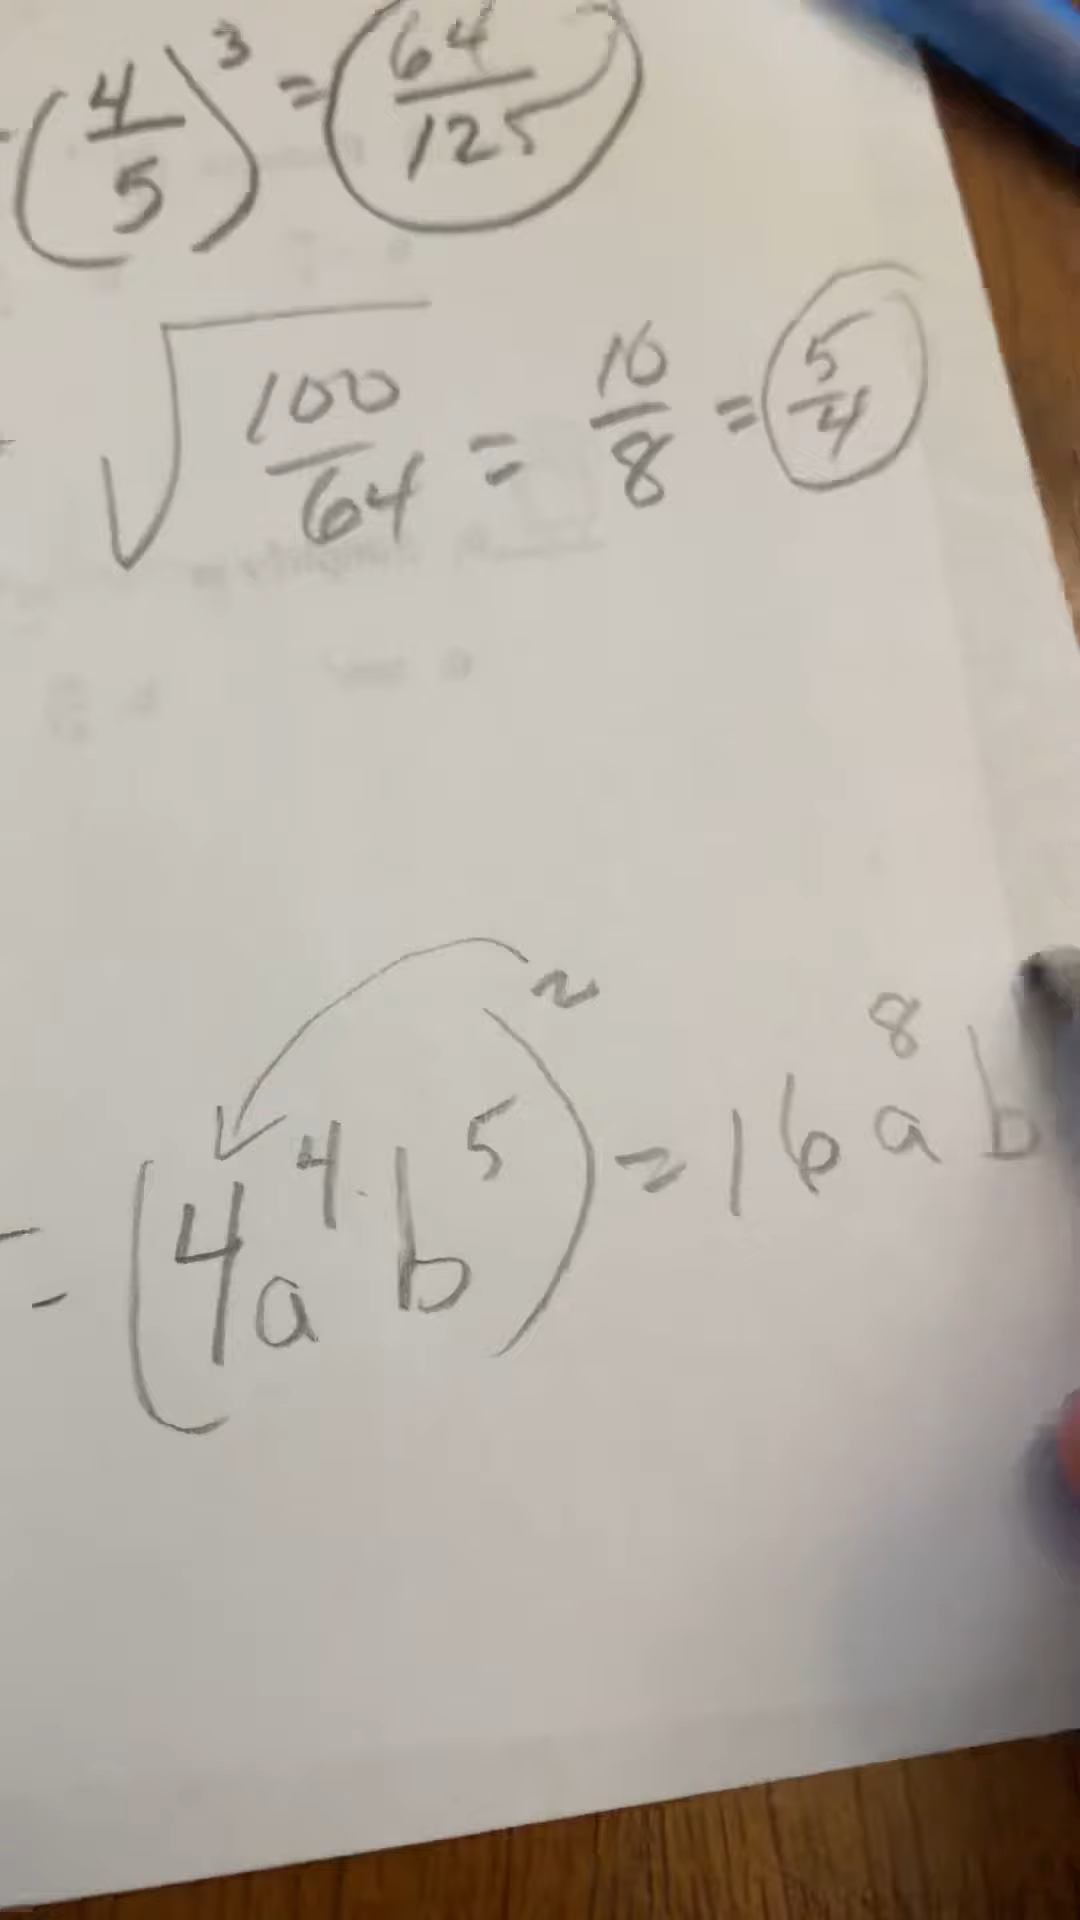 (4/5)³ = 64/125
√(100/64) = 10/8 = 5/4
= (4a⁴·b⁵)² = 16a⁸b